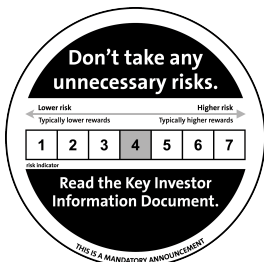 Don’t take any
unnecessary risks.
Lower risk Higher risk
Typically lower rewards Typically higher rewards
1 2 3 4 5 6 7
risk indicator
Read the Key Investor
Information Document.
THIS IS A MANDATORY ANNOUNCEMENT